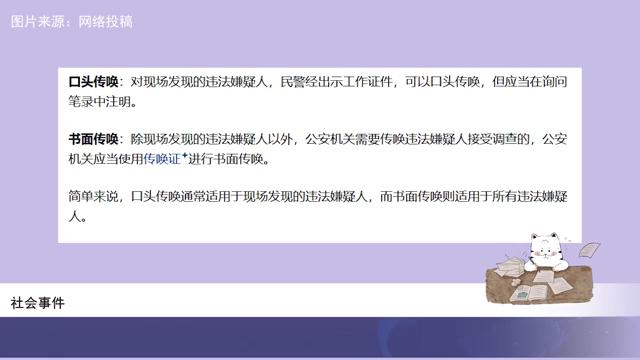 图片来源：网络投稿
口头传唤：对现场发现的违法嫌疑人，民警经出示工作证件，可以口头传唤，但应当在询问
笔录中注明。
书面传唤：除现场发现的违法嫌疑人以外，公安机关需要传唤违法嫌疑人接受调查的，公安
机关应当使用传唤证进行书面传唤。
简单来说，口头传唤通常适用于现场发现的违法嫌疑人，而书面传唤则适用于所有违法嫌疑
人。
社会事件